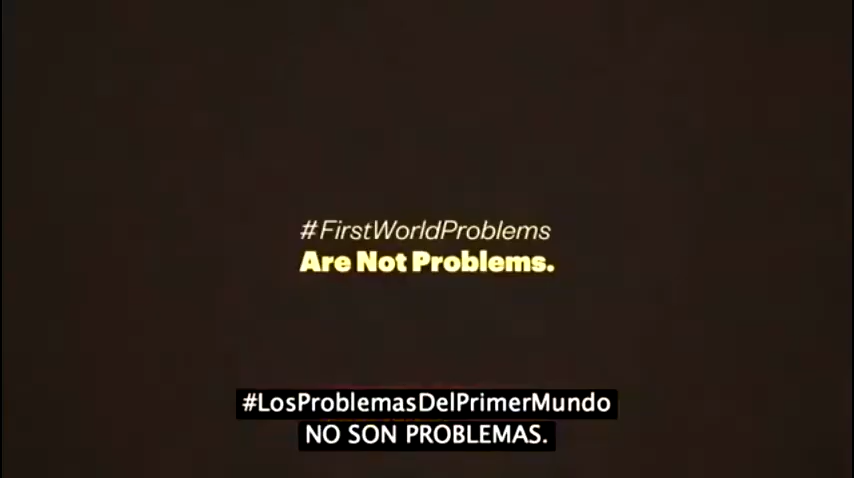 #FirstWorldProblems
Are Not Problems.
#LosProblemasDelPrimerMundo
NO SON PROBLEMAS.